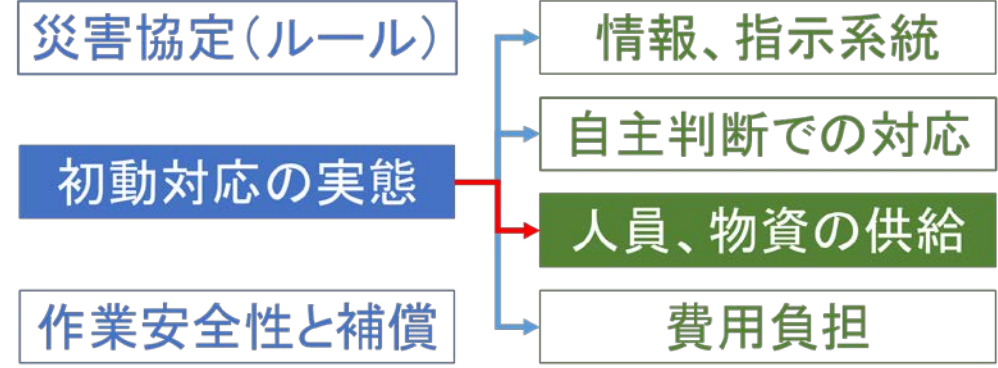 災害協定(ルール)
初動対応の実態
作業安全性と補償
情報、指示系統
自主判断での対応
人員、物資の供給
費用負担